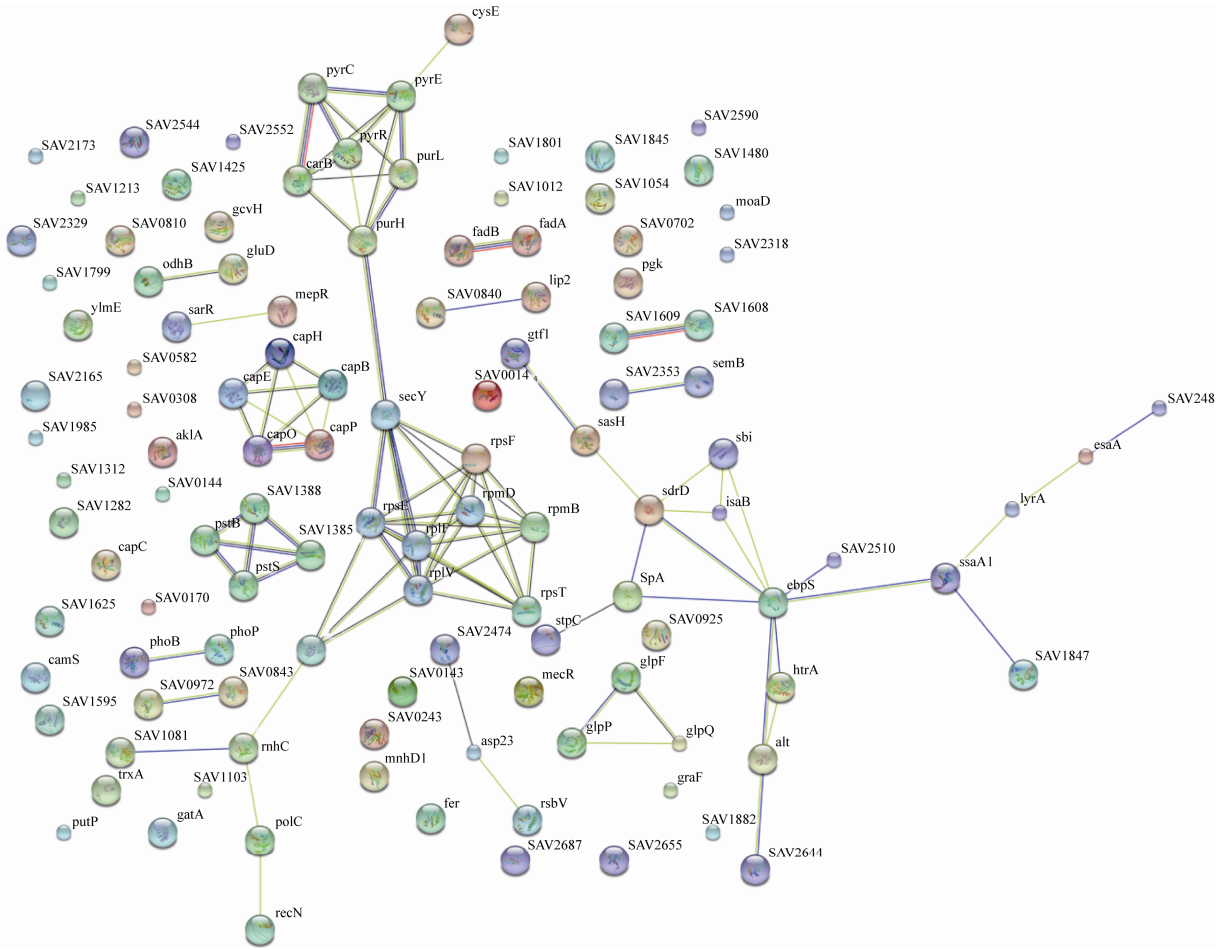 cysE
pyrC
pyrE
SAV2590
SAV2544
SAV2552
pyrR
SAV1801
SAV1845
SAV2173
SAV1480
purL
SAV1425
carB
SAV1213
SAV1012
SAV1054
moaD
gcvH
purH
SAV2329
SAV0810
fadB
fadA
SAV0702
SAV2318
odhB
gluD
pgk
SAV1799
lip2
SAV0840
ylmE
sarR
mepR
SAV1609
SAV1608
capH
gtf1
SAV0582
capE
capB
SAV0014
SAV2353
semB
SAV2165
SAV0308
secY
SAV248
SAV1985
aklA
capO
capP
sasH
rpsF
sbi
esaA
SAV1312
SAV0144
SAV1388
rpmD
sdrD
isaB
lyrA
SAV1282
pstB
SAV1385
rpsE
rpmB
rplF
SAV2510
capC
pstS
ssaA1
rplV
SpA
ebpS
SAV1625
SAV0170
rpsT
stpC
phoB
phoP
SAV2474
SAV0925
camS
SAV0972
SAV0843
SAV0143
mecR
glpF
htrA
SAV1847
SAV1595
SAV0243
SAV1081
rnhC
asp23
glpP
glpQ
alt
trxA
SAV1103
mnhD1
graF
putP
gatA
polC
fer
rsbV
SAV1882
SAV2687
SAV2655
SAV2644
recN